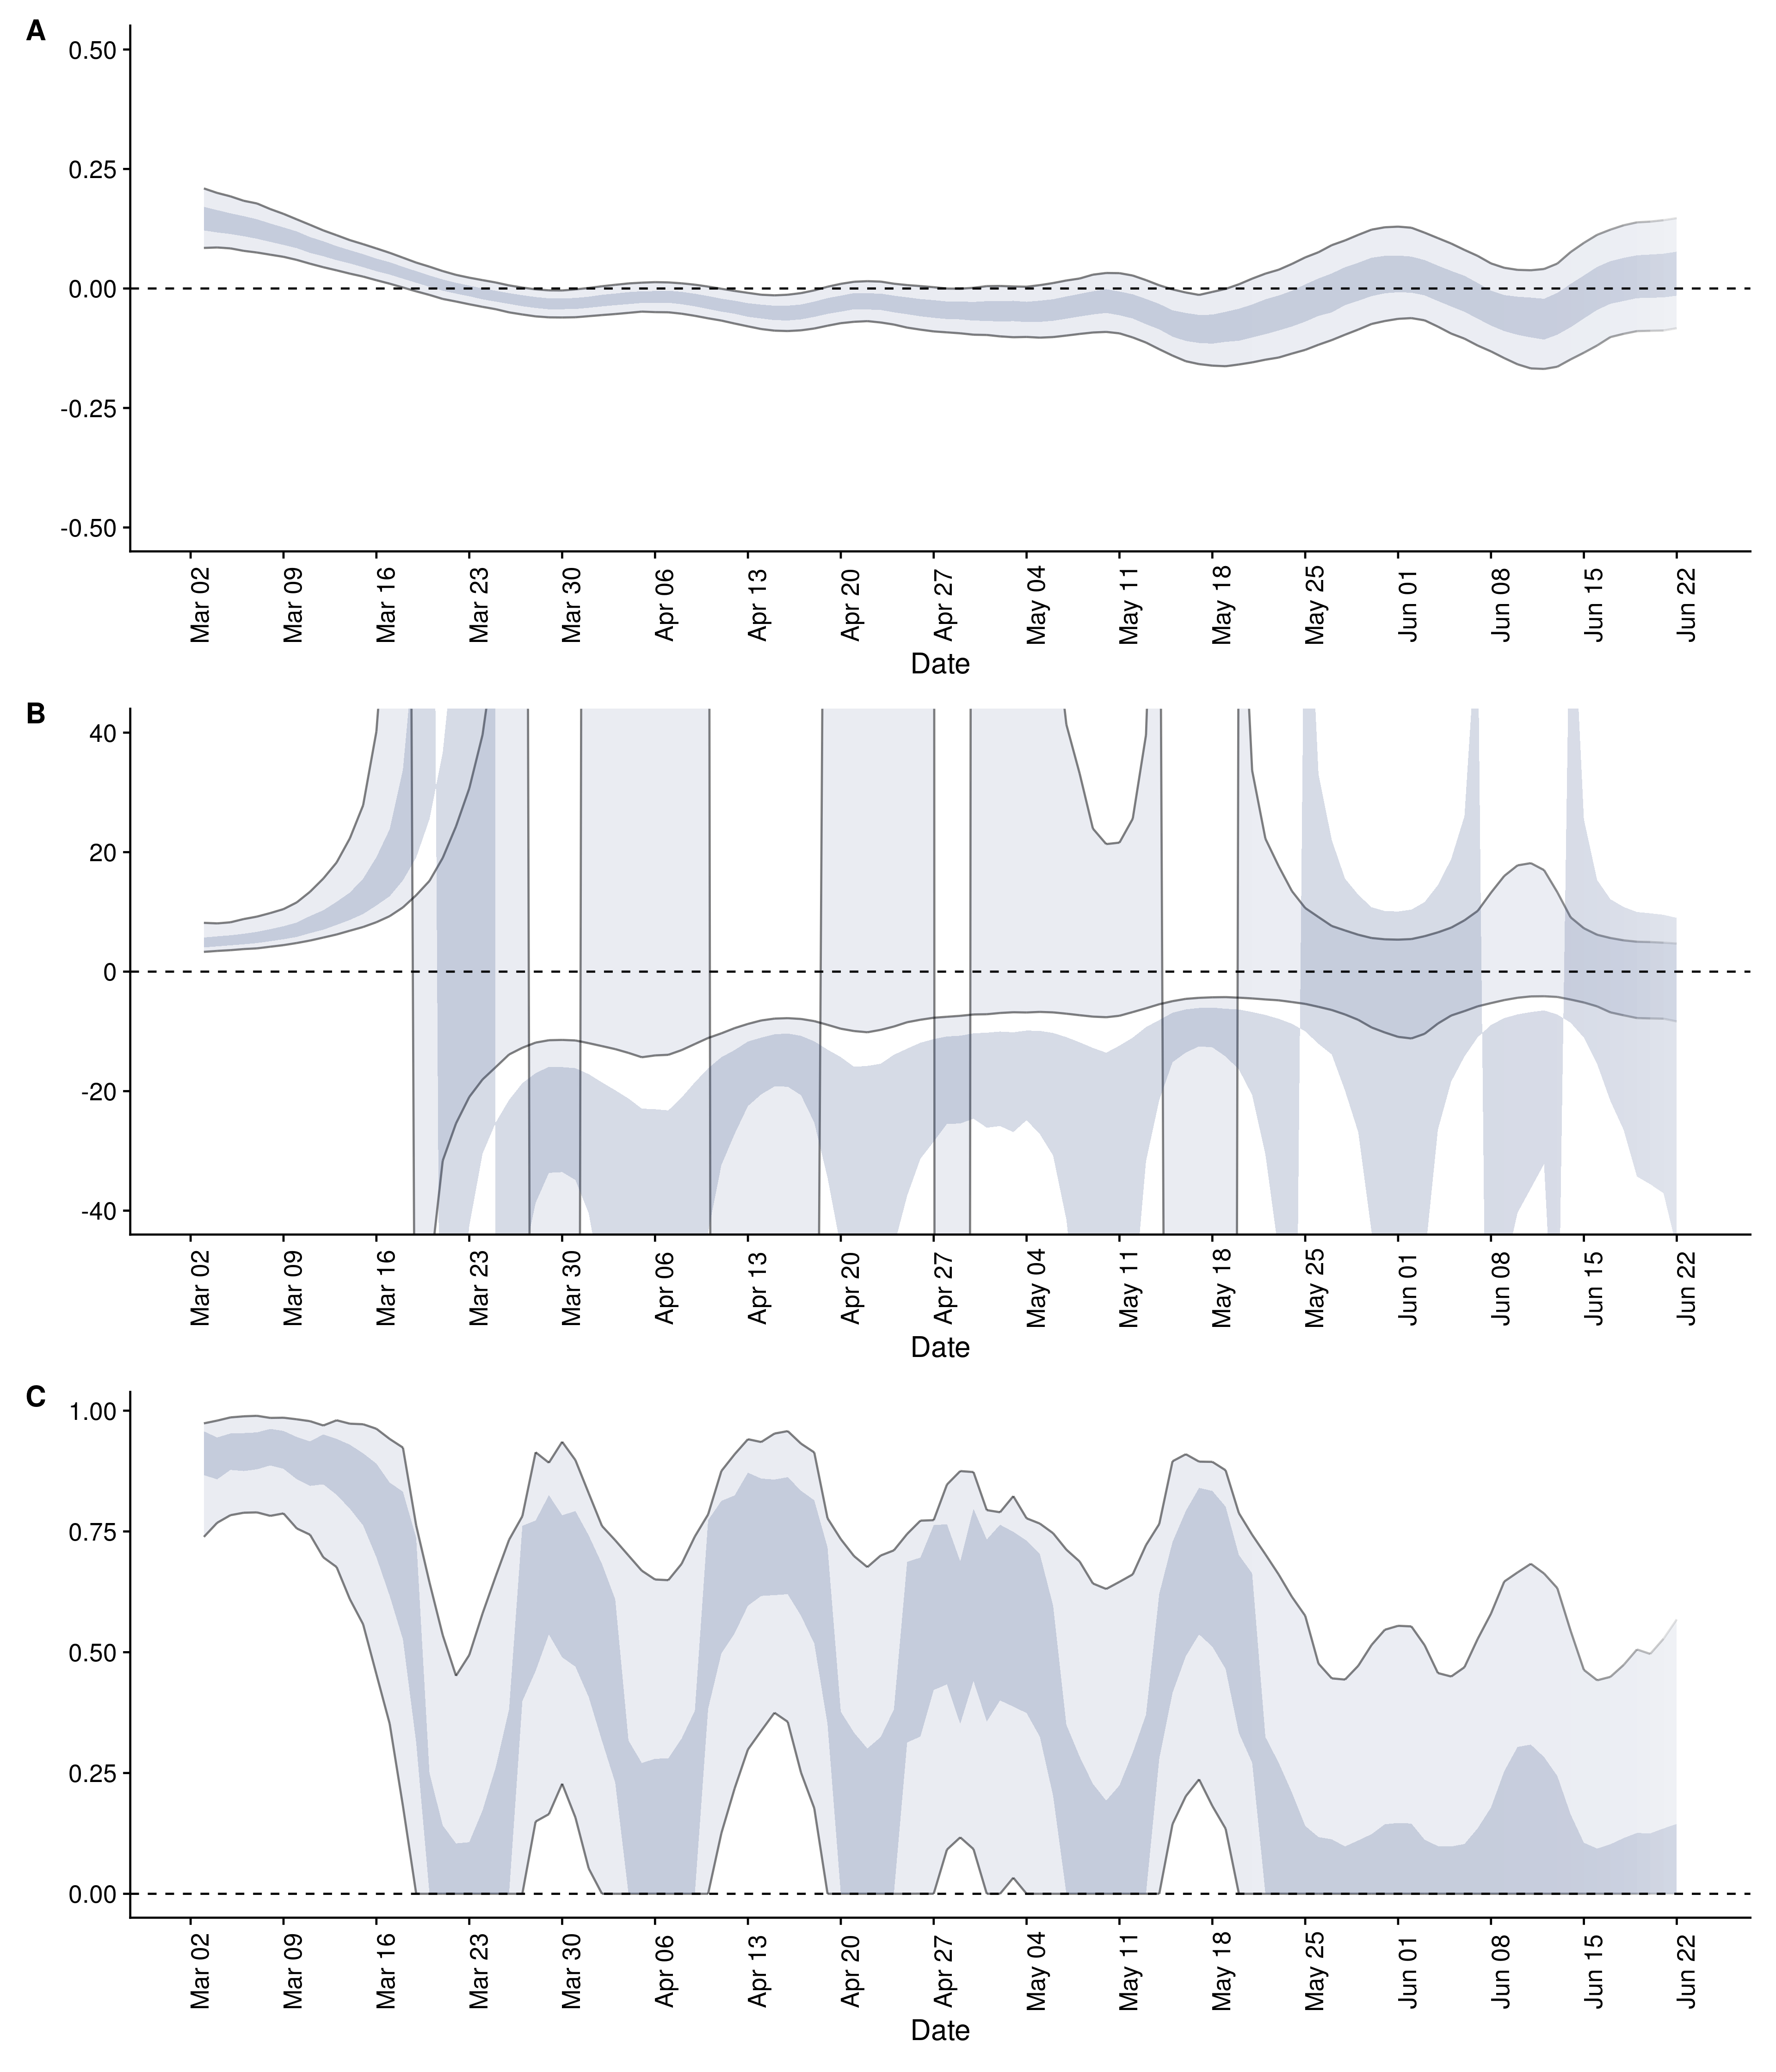 A
0.50
0.25
0.00
-0.25
-0.50
Mar 02
Mar 09
Mar 16
Mar 23
Mar 30
Apr 06
Apr 13
Apr 20
Apr 27
May 04
May 11
May 18
May 25
Jun 01
Jun 08
Jun 15
Jun 22
Date
B
40
20
0
-20
-40
Mar 02
Mar 09
Mar 16
Mar 23
Mar 30
Apr 06
Apr 13
Apr 20
Apr 27
May 04
May 11
May 18
May 25
Jun 01
Jun 08
Jun 15
Jun 22
Date
C
1.00
0.75
0.50
0.25
0.00
Mar 02
Mar 09
Mar 16
Mar 23
Mar 30
Apr 06
Apr 13
Apr 20
Apr 27
May 04
May 11
May 18
May 25
Jun 01
Jun 08
Jun 15
Jun 22
Date